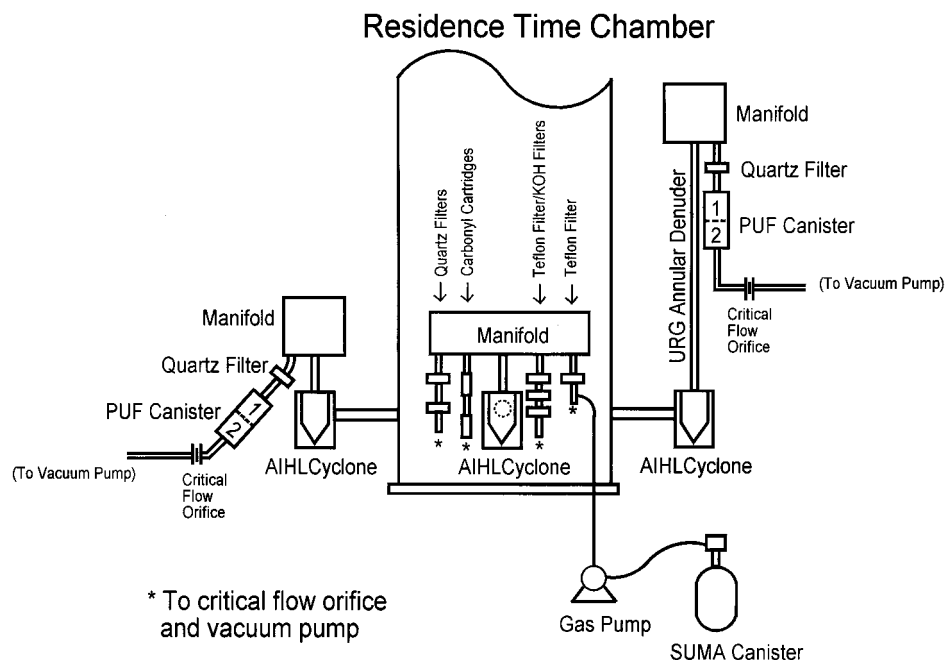 Residence Time Chamber
Manifold
Quartz Filter
1
2
PUF Canister
URG Annular Denuder
(To Vacuum Pump)
Critical
Flow
Orifice
AIHLCyclone
Quartz Filters
Carbonyl Cartridges
Teflon Filter/KOH Filters
Teflon Filter
Manifold
*
*
*
*
AIHLCyclone
Manifold
Quartz Filter
PUF Canister
1
2
(To Vacuum Pump)
Critical
Flow
Orifice
AIHLCyclone
* To critical flow orifice
and vacuum pump
Gas Pump
SUMA Canister